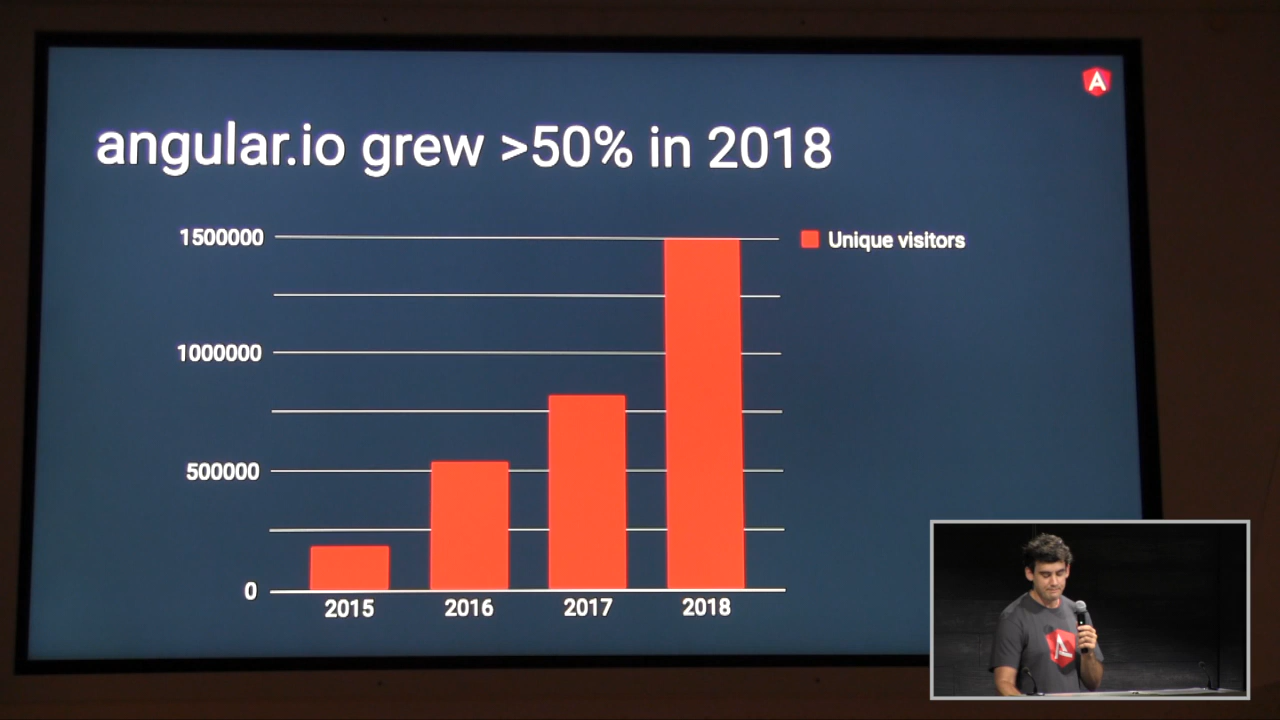 A
angular.io grew >50% in 2018
1500000
Unique visitors
1000000
500000
0
2015 2016 2017 2018